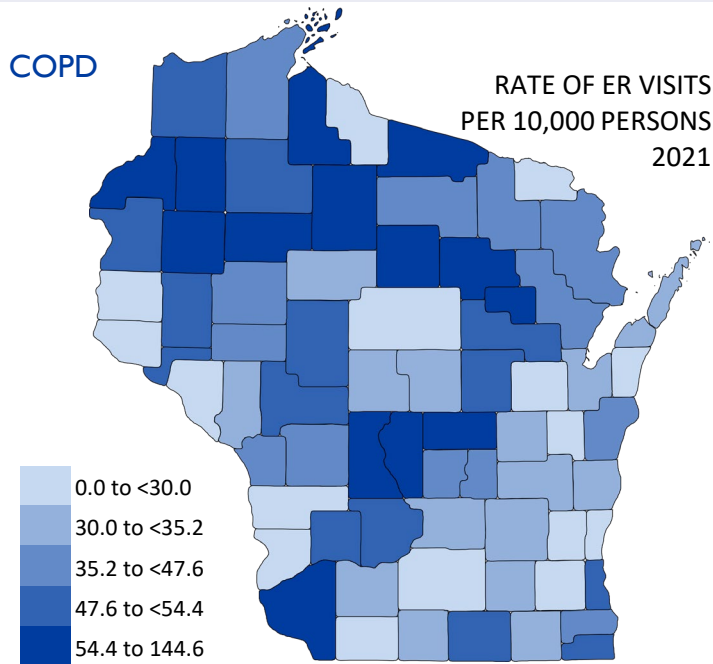 COPD
RATE OF ER VISITS
PER 10,000 PERSONS
2021
0.0 to <30.0
30.0 to <35.2
35.2 to <47.6
47.6 to <54.4
54.4 to 144.6